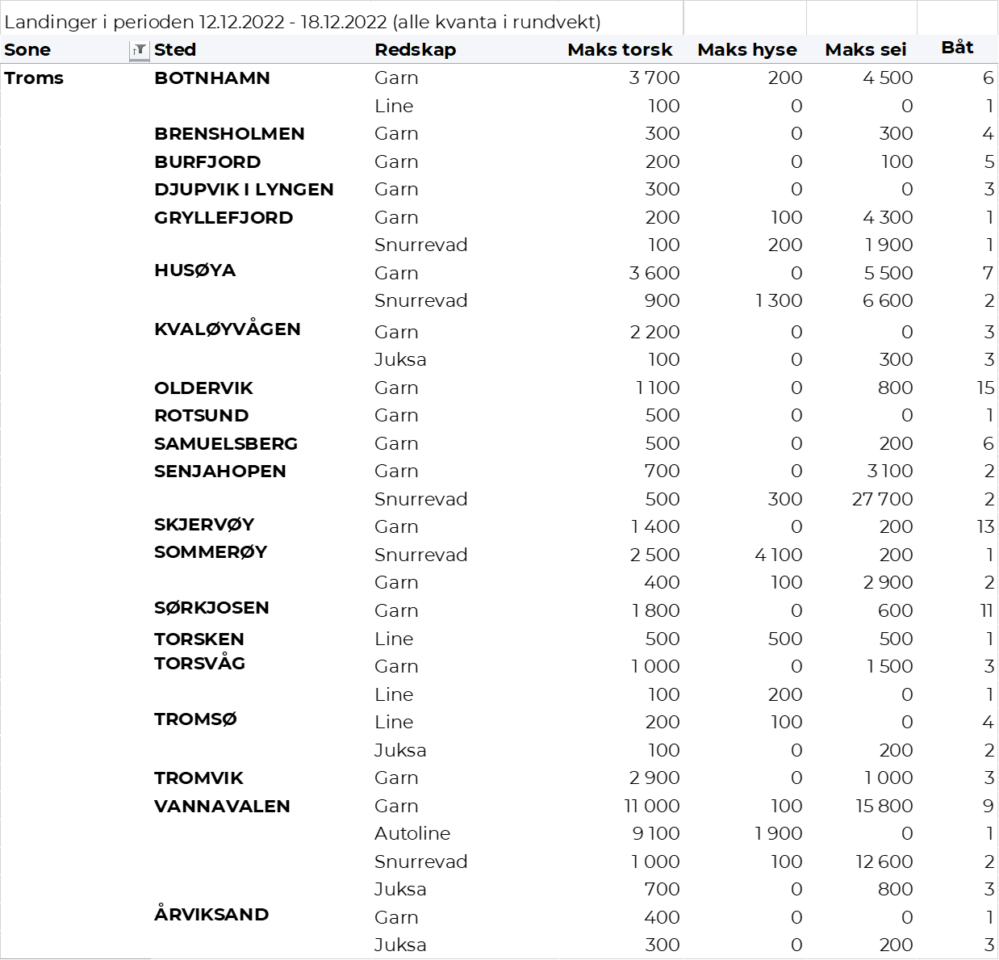 Landinger i perioden 12.12.2022 - 18.12.2022 (alle kvanta i rundvekt)
Sone Sted Redskap Maks torsk Maks hyse Maks sei Båt
Troms BOTNHAMN Garn 3 700 200 4 500 6
Line 100 0 0 1
BRENSHOLMEN Garn 300 0 300 4
BURFJORD Garn 200 0 100 5
DJUPVIK I LYNGEN Garn 300 0 0 3
GRYLLEFJORD Garn 200 100 4 300 1
Snurrevad 100 200 1 900 1
HUSØYA Garn 3 600 0 5 500 7
Snurrevad 900 1 300 6 600 2
KVALØYVÅGEN Garn 2 200 0 0 3
Juksa 100 0 300 3
OLDERVIK Garn 1 100 0 800 15
ROTSUND Garn 500 0 0 1
SAMUELSBERG Garn 500 0 200 6
SENJAHOPEN Garn 700 0 3 100 2
Snurrevad 500 300 27 700 2
SKJERVØY Garn 1 400 0 200 13
SOMMERØY Snurrevad 2 500 4 100 200 1
Garn 400 100 2 900 2
SØRKJOSEN Garn 1 800 0 600 11
TORSKEN Line 500 500 500 1
TORSVÅG Garn 1 000 0 1 500 3
Line 100 200 0 1
TROMSØ Line 200 100 0 4
Juksa 100 0 200 2
TROMVIK Garn 2 900 0 1 000 3
VANNAVALEN Garn 11 000 100 15 800 9
Autoline 9 100 1 900 0 1
Snurrevad 1 000 100 12 600 2
Juksa 700 0 800 3
ÅRVIKSAND Garn 400 0 0 1
Juksa 300 0 200 3